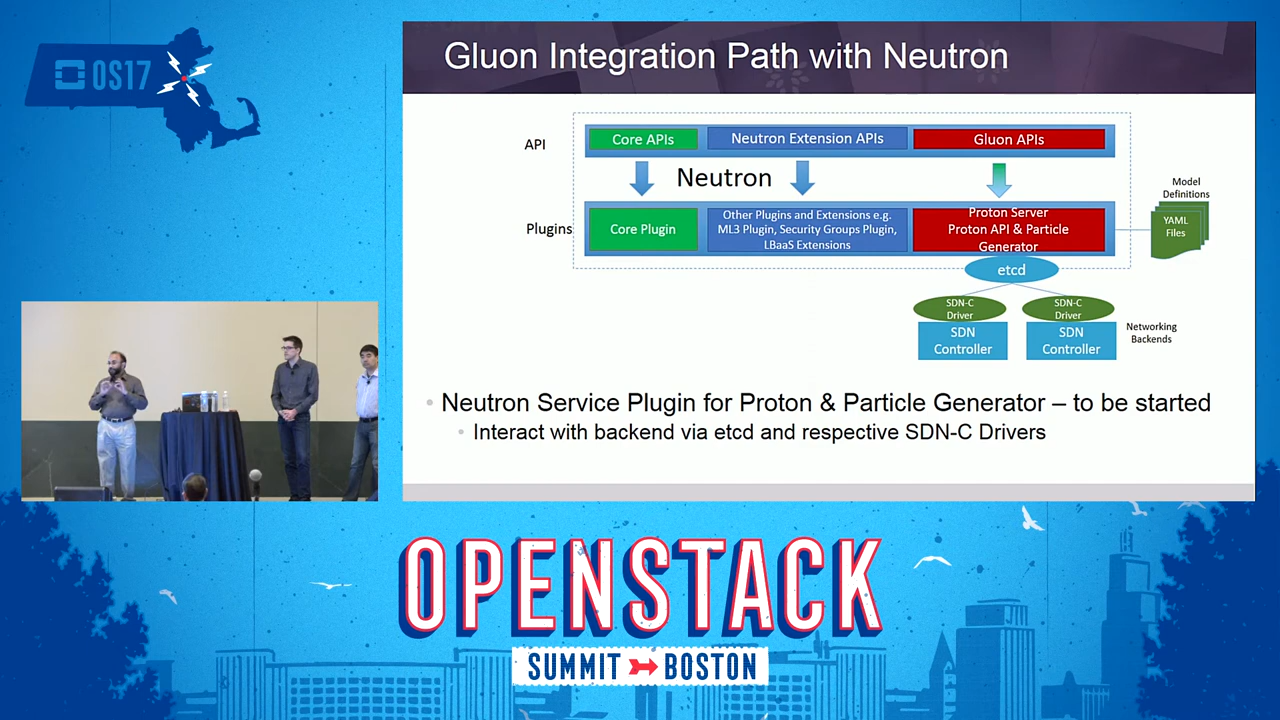 OS17
Gluon Integration Path with Neutron
API
Core APIs
Neutron Extension APIs
Gluon APIs
Neutron
Plugins
Core Plugin
Other Plugins and Extensions e.g.
ML3 Plugin, Security Groups Plugin,
LBaaS Extensions
Proton Server
Proton API & Particle
Generator
Model
Definitions
YAML
Files
etcd
SDN-C
Driver
SDN-C
Driver
SDN
Controller
SDN
Controller
Networking
Backends
• Neutron Service Plugin for Proton & Particle Generator – to be started
• Interact with backend via etcd and respective SDN-C Drivers
OPENSTACK
SUMMIT BOSTON